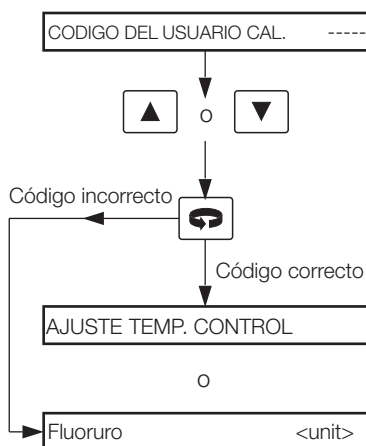 CODIGO DEL USUARIO CAL. -----
o
Código incorrecto
Código correcto
AJUSTE TEMP. CONTROL
o
Fluoruro <unit>